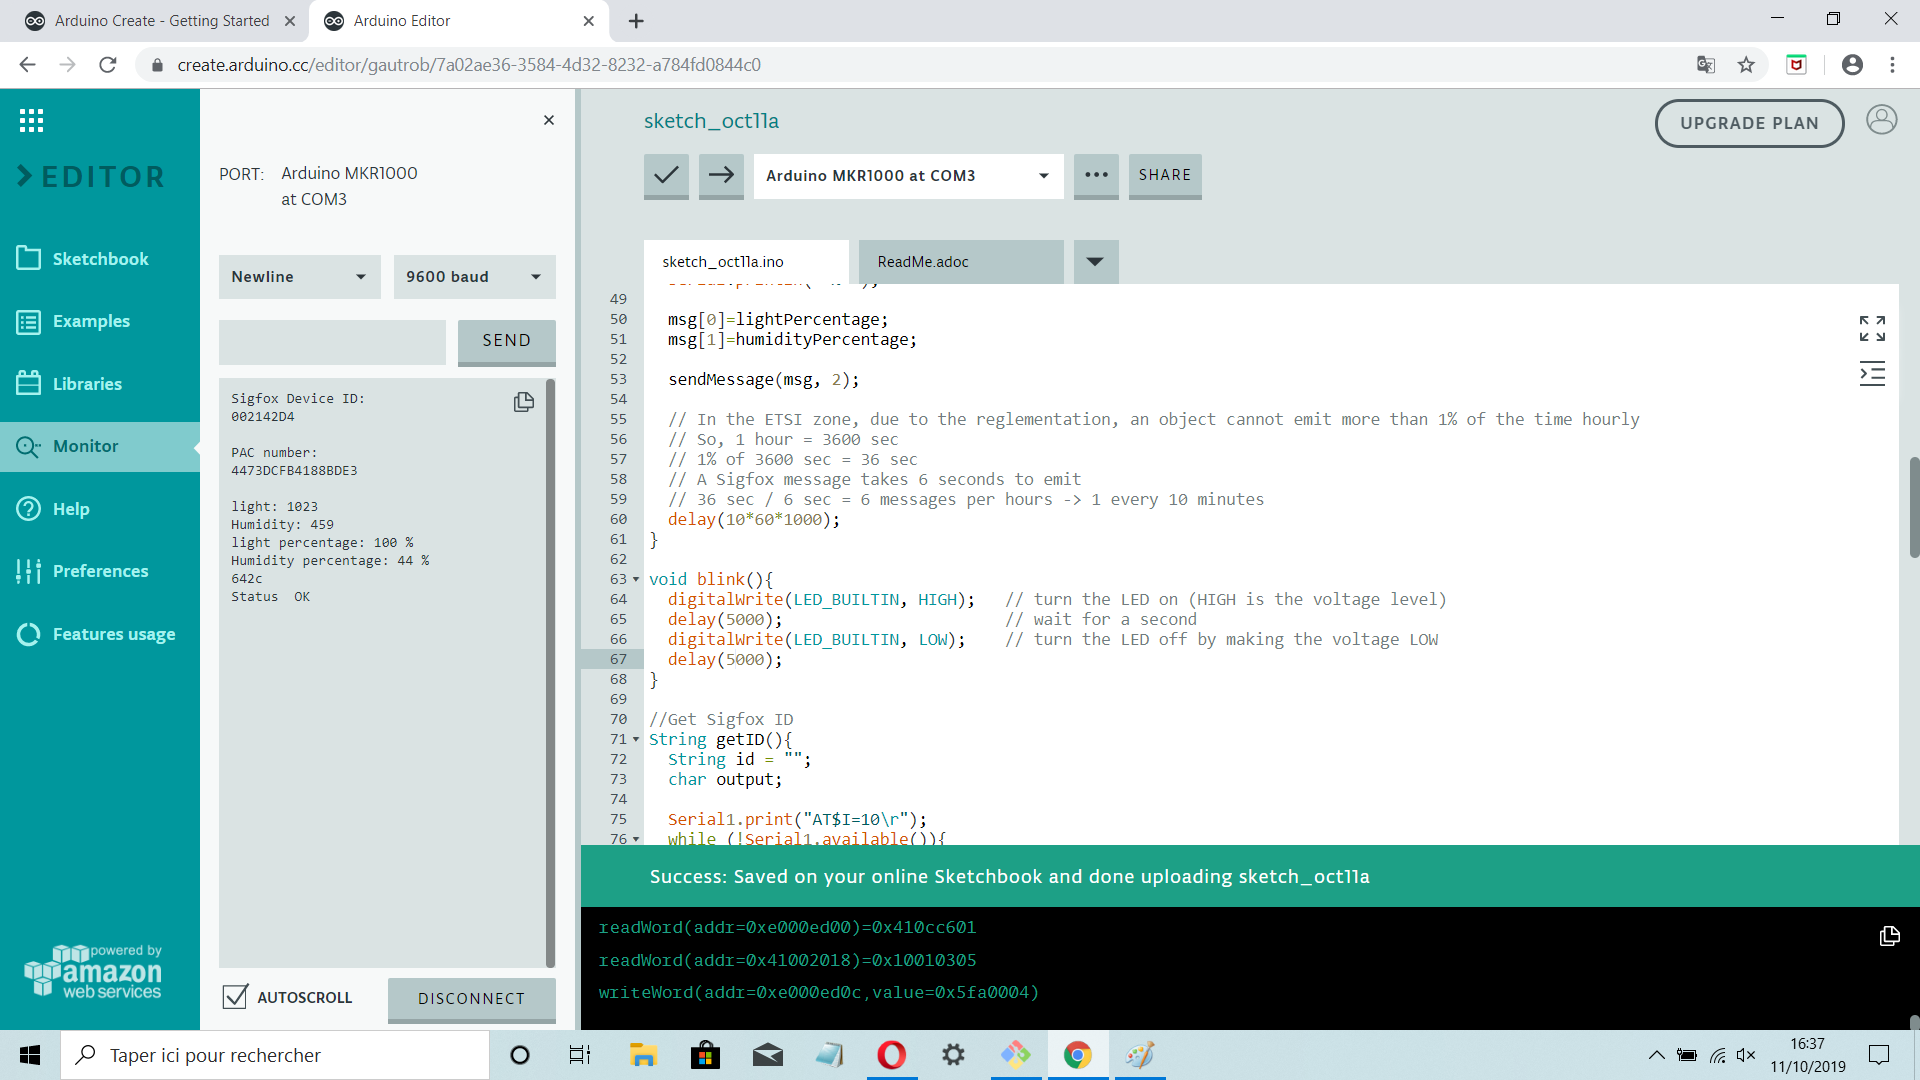 Arduino Create - Getting Started
Arduino Editor
create.arduino.cc/editor/gautrob/7a02ae36-3584-4d32-8232-a784fd0844c0
EDITOR
Sketchbook
Examples
Libraries
Monitor
Help
Preferences
Features usage
powered by
amazon
web services
PORT: Arduino MKR1000
at COM3
Newline
9600 baud
SEND
Sigfox Device ID:
002142D4
PAC number:
4473DCFB4188BDE3
light: 1023
Humidity: 459
light percentage: 100 %
Humidity percentage: 44 %
642c
Status  OK
AUTOSCROLL
DISCONNECT
sketch_oct11a
UPGRADE PLAN
Arduino MKR1000 at COM3
SHARE
sketch_oct11a.ino
ReadMe.adoc
49
50 msg[0]=lightPercentage;
51 msg[1]=humidityPercentage;
52
53 sendMessage(msg, 2);
54
55 // In the ETSI zone, due to the reglementation, an object cannot emit more than 1% of the time hourly
56 // So, 1 hour = 3600 sec
57 // 1% of 3600 sec = 36 sec
58 // A Sigfox message takes 6 seconds to emit
59 // 36 sec / 6 sec = 6 messages per hours -> 1 every 10 minutes
60 delay(10*60*1000);
61 }
62
63 void blink(){
64 digitalWrite(LED_BUILTIN, HIGH);   // turn the LED on (HIGH is the voltage level)
65 delay(5000);                       // wait for a second
66 digitalWrite(LED_BUILTIN, LOW);    // turn the LED off by making the voltage LOW
67 delay(5000);
68 }
69
70 //Get Sigfox ID
71 String getID(){
72 String id = "";
73 char output;
74
75 Serial1.print("AT$I=10\r");
76 while (!Serial1.available()){
Success: Saved on your online Sketchbook and done uploading sketch_oct11a
readWord(addr=0xe000ed00)=0x410cc601
readWord(addr=0x41002018)=0x10010305
writeWord(addr=0xe000ed0c,value=0x5fa0004)
Taper ici pour rechercher
16:37
11/10/2019